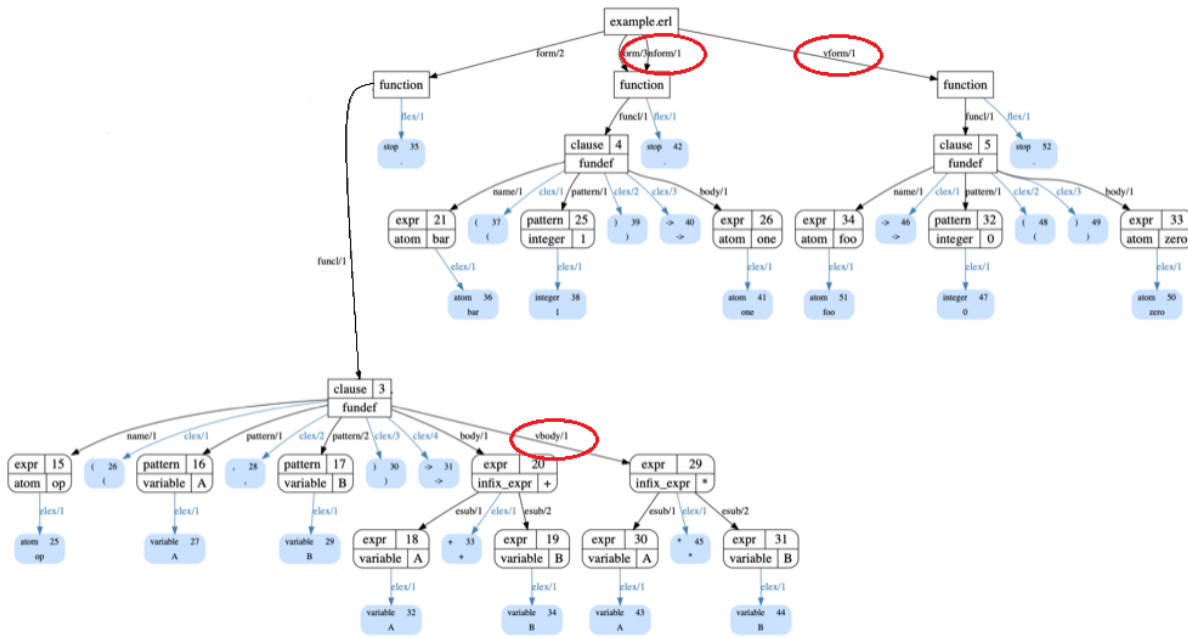 example.erl
form/2
form/3
nform/1
vform/1
function
function
function
flex/1
funcl/1
flex/1
funcl/1
flex/1
stop 35
.
clause 4
fundef
stop 42
.
clause 5
fundef
stop 52
.
name/1 clex/1 pattern/1 clex/2 clex/3 body/1
name/1 clex/1 pattern/1 clex/2 clex/3 body/1
expr 21
atom bar
( 37
(
pattern 25
integer 1
) 39
)
-> 40
->
expr 26
atom one
expr 34
atom foo
-> 46
->
pattern 32
integer 0
( 48
(
) 49
)
expr 33
atom zero
funcl/1
elex/1 elex/1 elex/1 elex/1 elex/1 elex/1
atom 36
bar
integer 38
1
atom 41
one
atom 51
foo
integer 47
0
atom 50
zero
clause 3
fundef
name/1 clex/1 pattern/1 clex/2 pattern/2 clex/3 clex/4 body/1 vbody/1
expr 15
atom op
( 26
(
pattern 16
variable A
, 28
,
pattern 17
variable B
) 30
)
-> 31
->
expr 20
infix_expr +
expr 29
infix_expr *
elex/1 elex/1 elex/1
esub/1 elex/1 esub/2
esub/1 elex/1 esub/2
atom 25
op
variable 27
A
variable 29
B
expr 18
variable A
+ 33
+
expr 19
variable B
expr 30
variable A
* 45
*
expr 31
variable B
elex/1 elex/1 elex/1 elex/1
variable 32
A
variable 34
B
variable 43
A
variable 44
B